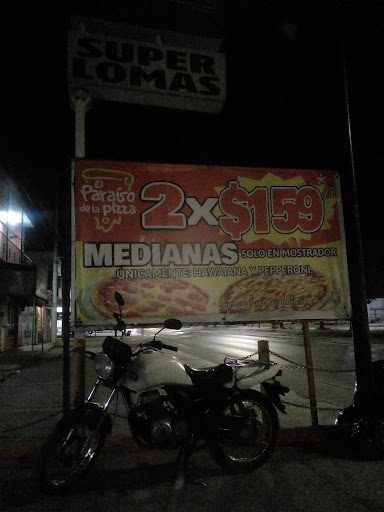 SUPER
LOMAS
El
Paraíso
de la pizza
2x$159
MEDIANAS
SOLO EN MOSTRADOR
ÚNICAMENTE: HAWAIANA Y PEPPERONI